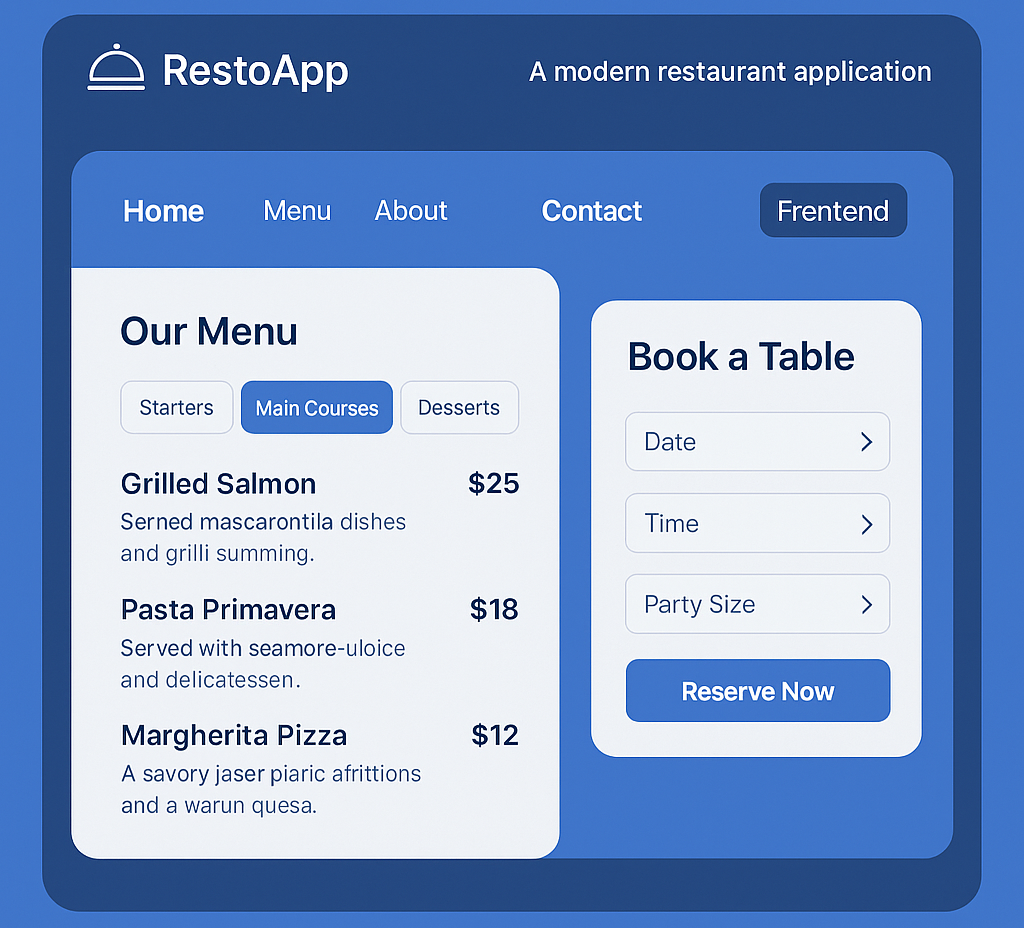 RestoApp
A modern restaurant application
Home Menu About Contact Frentend
Our Menu
Starters Main Courses Desserts
Grilled Salmon $25
Serned mascarontila dishes
and grilli summing.
Pasta Primavera $18
Served with seamore-uloice
and delicatessen.
Margherita Pizza $12
A savory jaser piaric afrittions
and a warun quesa.
Book a Table
Date
Time
Party Size
Reserve Now